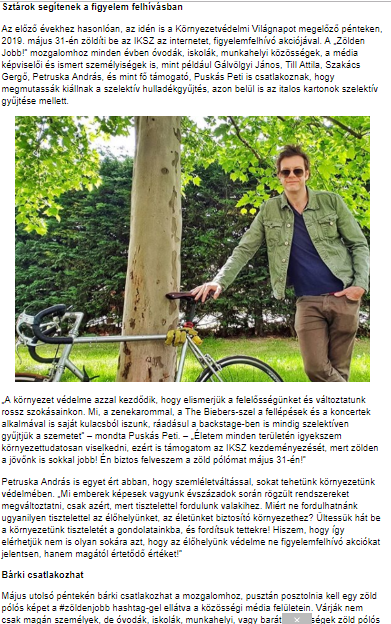 Sztárok segítenek a figyelem felhívásban
Az előző évekhez hasonlóan, az idén is a Környezetvédelmi Világnapot megelőző pénteken,
2019. május 31-én zöldíti be az IKSZ az internetet, figyelemfelhívó akciójával. A „Zölden
Jobb!” mozgalomhoz minden évben óvodák, iskolák, munkahelyi közösségek, a média
képviselői és ismert személyiségek is, mint például Gálvölgyi János, Till Attila, Szakács
Gergő, Petruska András, és mint fő támogató, Puskás Peti is csatlakoznak, hogy
megmutassák kiállnak a szelektív hulladékgyűjtés, azon belül is az italos kartonok szelektív
gyűjtése mellett.
„A környezet védelme azzal kezdődik, hogy elismerjük a felelősségünket és változtatunk
rossz szokásainkon. Mi, a zenekarommal, a The Biebers-szel a fellépések és a koncertek
alkalmával is saját kulacsból iszunk, ráadásul a backstage-ben is mindig szelektíven
gyűjtjük a szemetet” – mondta Puskás Peti. – „Életem minden területén igyekszem
környezettudatosan viselkedni, ezért is támogatom az IKSZ kezdeményezését, mert zölden
a jövőnk is sokkal jobb! Én biztos felveszem a zöld pólómat május 31-én!”
Petruska András is egyet ért abban, hogy szemléletváltással, sokat tehetünk környezetünk
védelmében. „Mi emberek képesek vagyunk évszázadok során rögzült rendszereket
megváltoztatni, csak azért, mert tisztelettel fordulunk valakihez. Miért ne fordulhatnánk
ugyanilyen tisztelettel az élőhelyünket, az életünket biztosító környezethez? Ültessük hát be
a környezetünk tiszteletét a gondolatainkba, és fordítsuk tettekre! Hiszem, hogy így
elérhetjük nem is olyan sokára azt, hogy az élőhelyünk védelme ne figyelemfelhívó akciókat
jelentsen, hanem magától értetődő értéket!”
Bárki csatlakozhat
Május utolsó péntekén bárki csatlakozhat a mozgalomhoz, pusztán posztolnia kell egy zöld
pólós képet a #zöldenjobb hashtag-gel ellátva a közösségi média felületein. Várják nem
csak magán személyek, de óvodák, iskolák, munkahelyi, vagy barát ségek zöld pólós